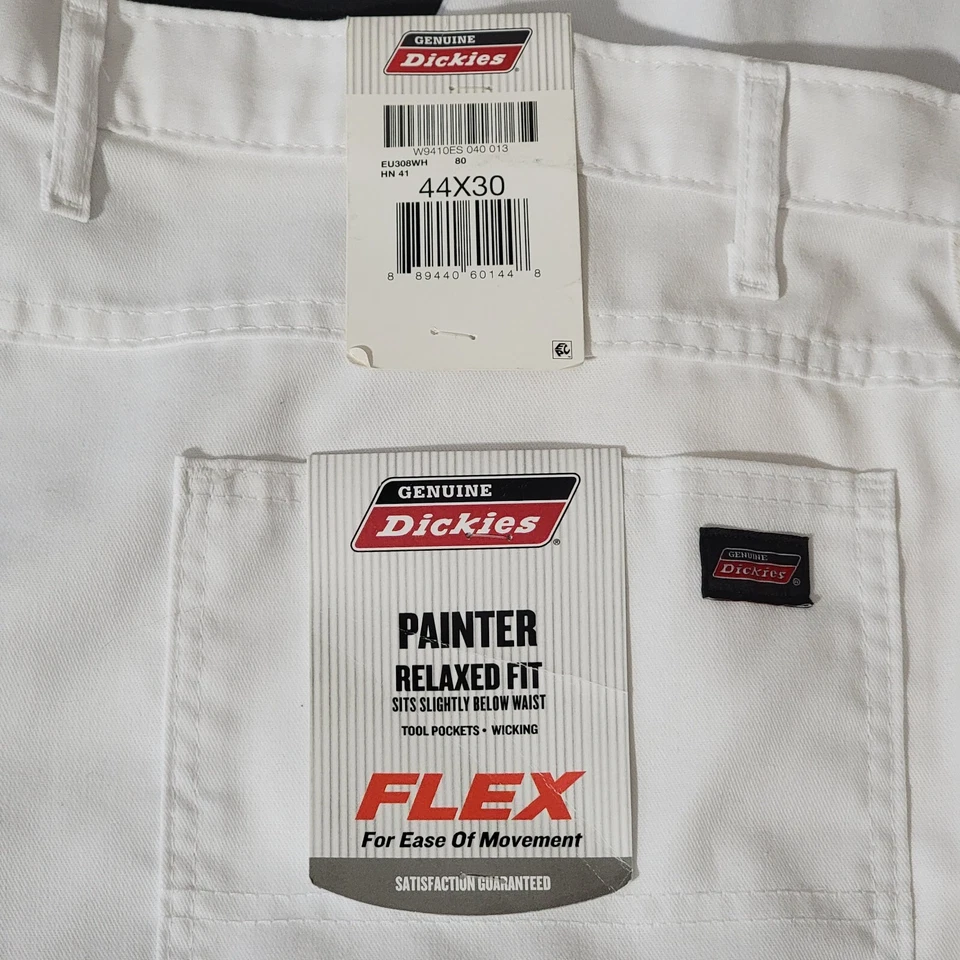 GENUINE
Dickies®
W9410ES 040 013
EU308WH 80
HN 41
44X30
8 89440 60144 8
GENUINE
Dickies®
GENUINE
Dickies®
PAINTER
RELAXED FIT
SITS SLIGHTLY BELOW WAIST
TOOL POCKETS • WICKING
FLEX
For Ease Of Movement
SATISFACTION GUARANTEED